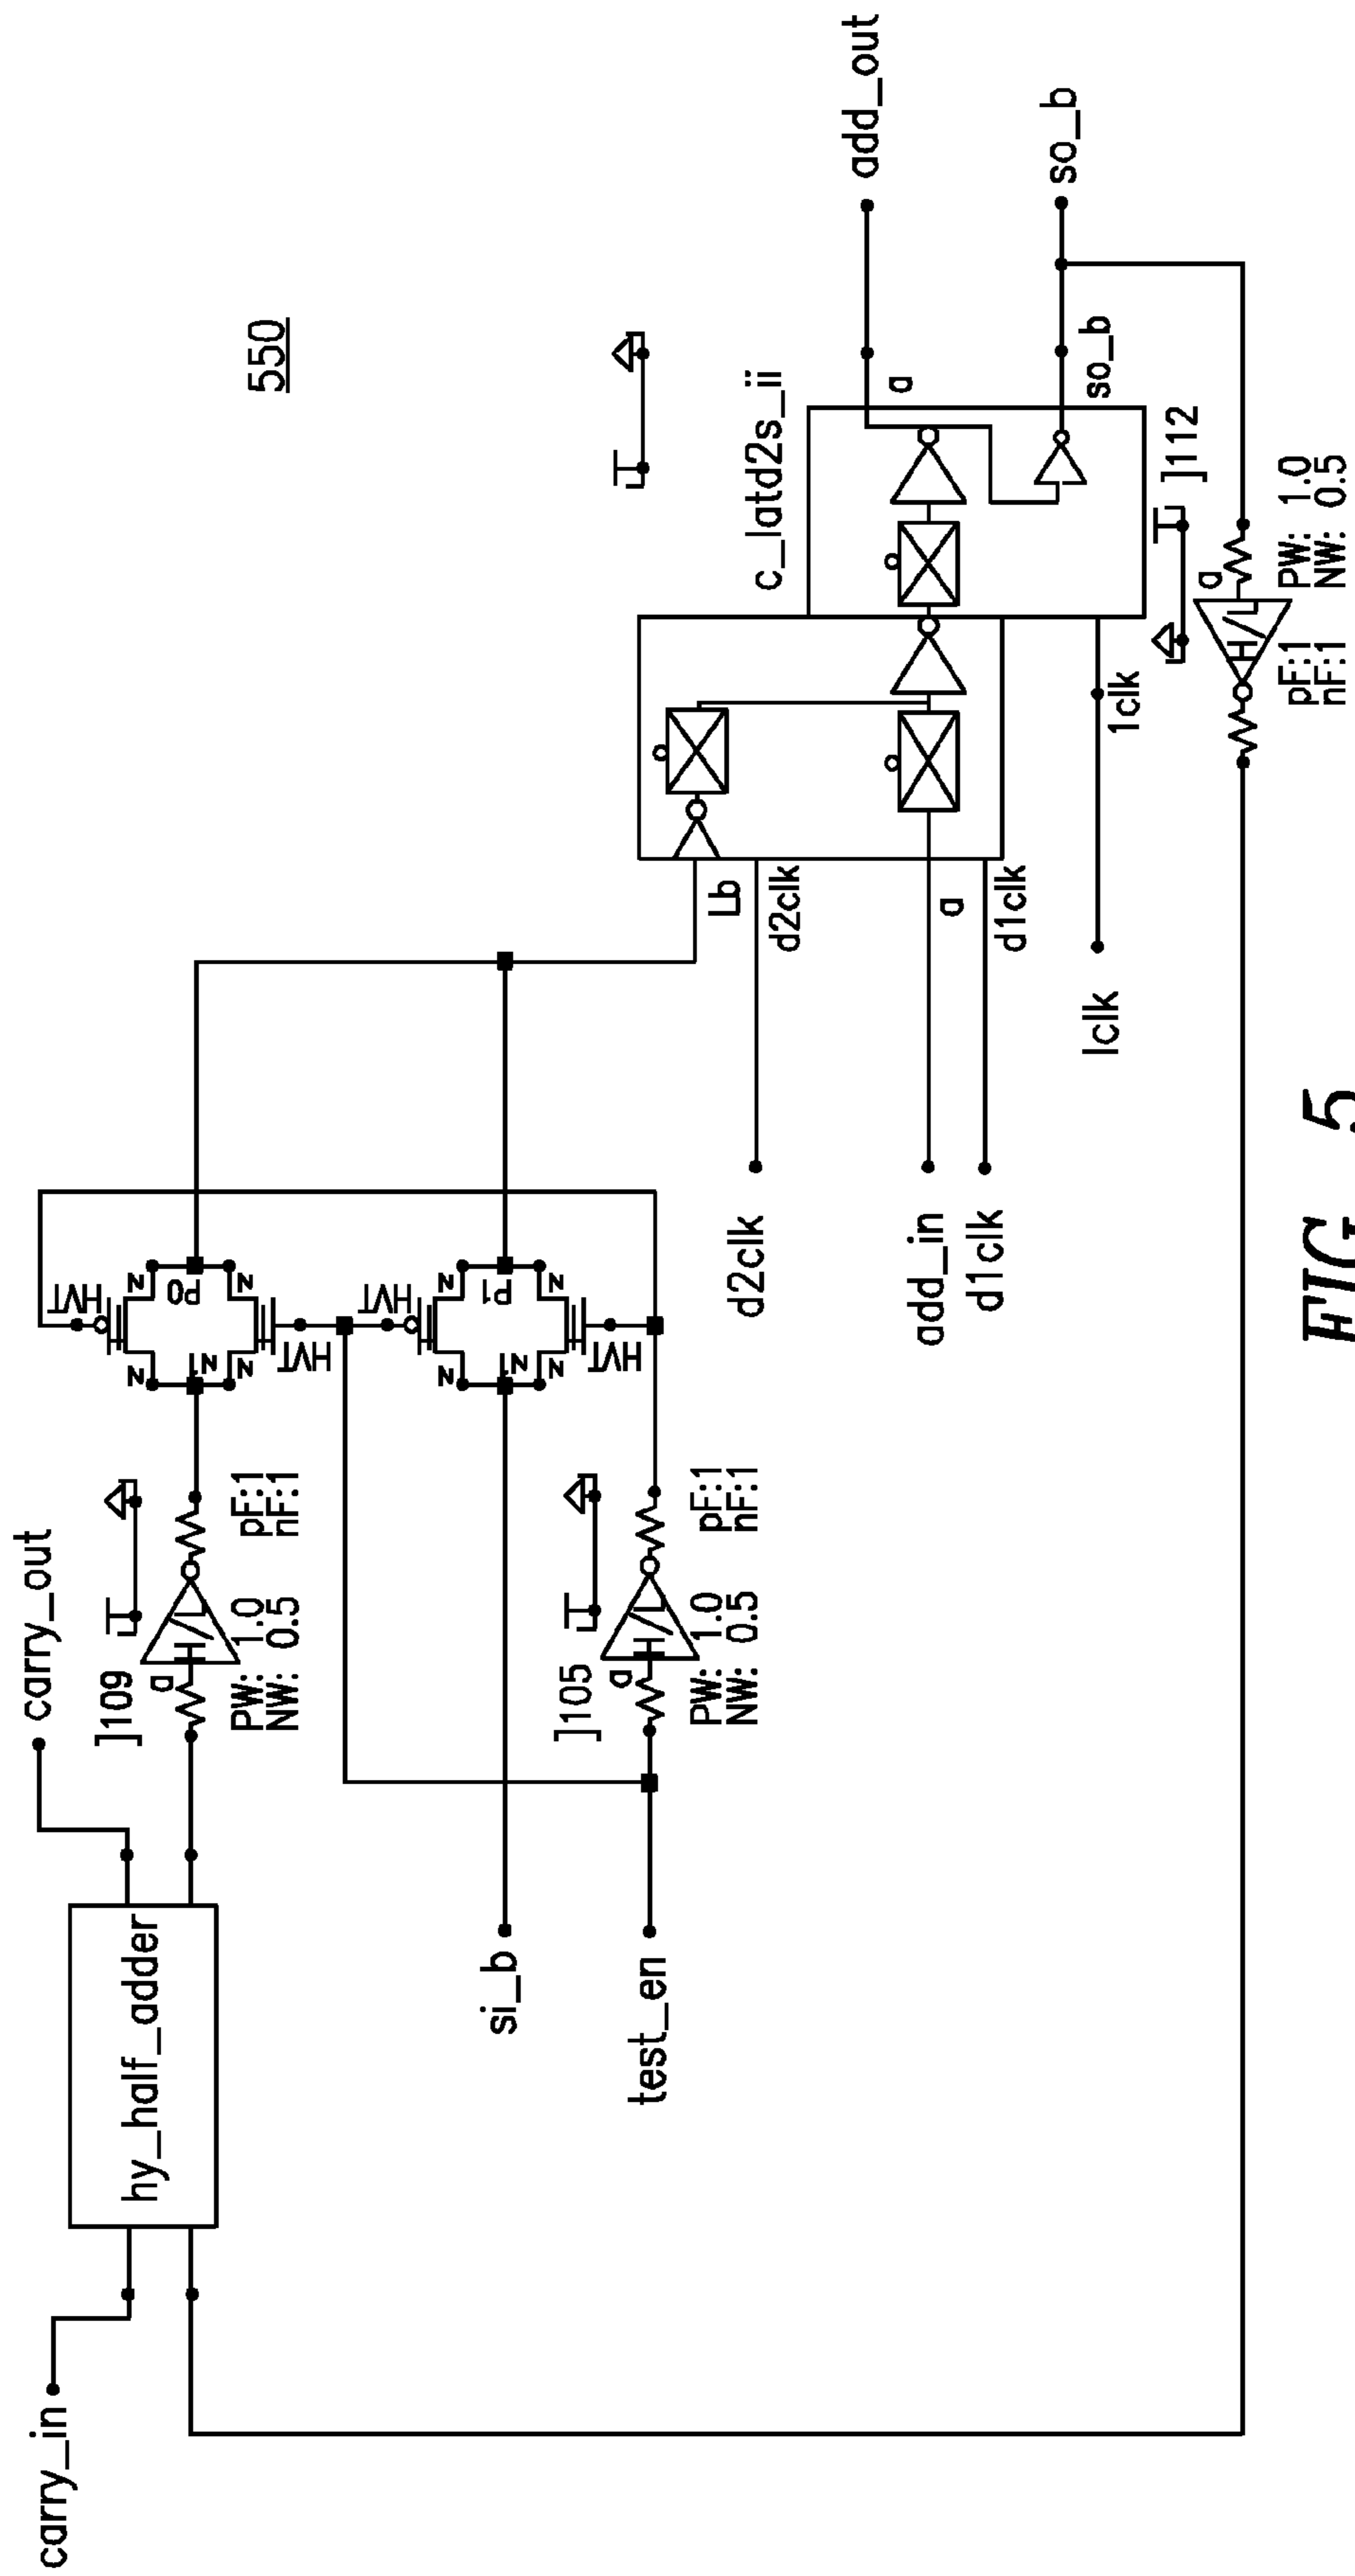 550
carry_in
hy_half_adder
carry_out
]109
a
PW: 1.0
NW: 0.5
pF:1
nF:1
HVT
N
N
N1
P0
N
N
HVT
si_b
HVT
N
N
N1
P1
N
N
HVT
test_en
]105
a
PW: 1.0
NW: 0.5
pF:1
nF:1
H/L
H/L
c_latd2s_ii
Lb
d2clk
d2clk
add_in
a
d1clk
d1clk
lclk
1clk
a
add_out
so_b
so_b
]112
a
H/L
pF:1
nF:1
PW: 1.0
NW: 0.5
FIG. 5